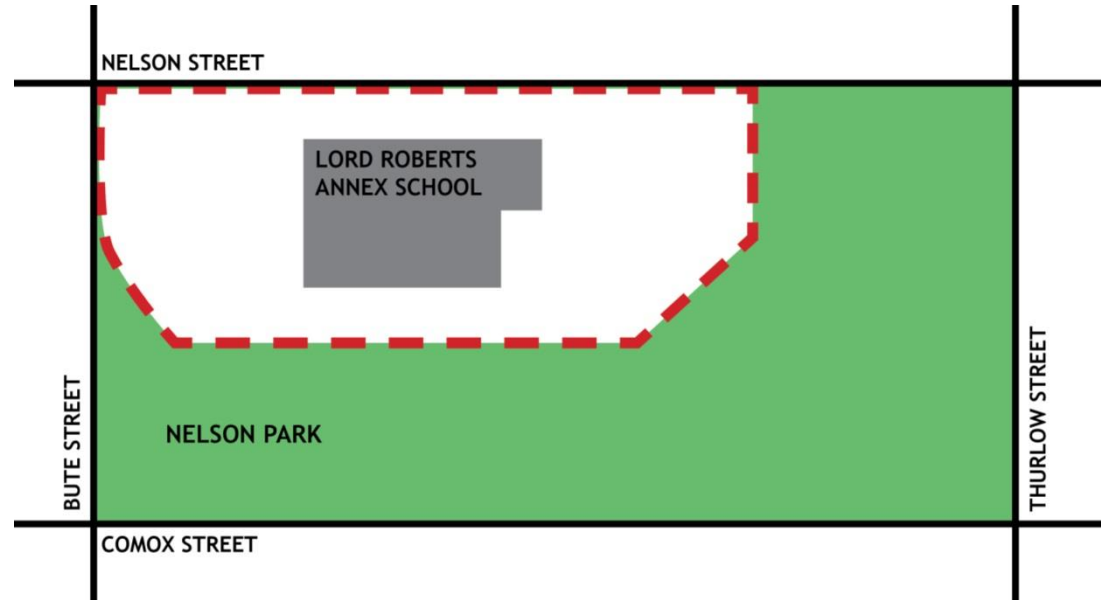 NELSON STREET
LORD ROBERTS
ANNEX SCHOOL
NELSON PARK
BUTE STREET
THURLOW STREET
COMOX STREET